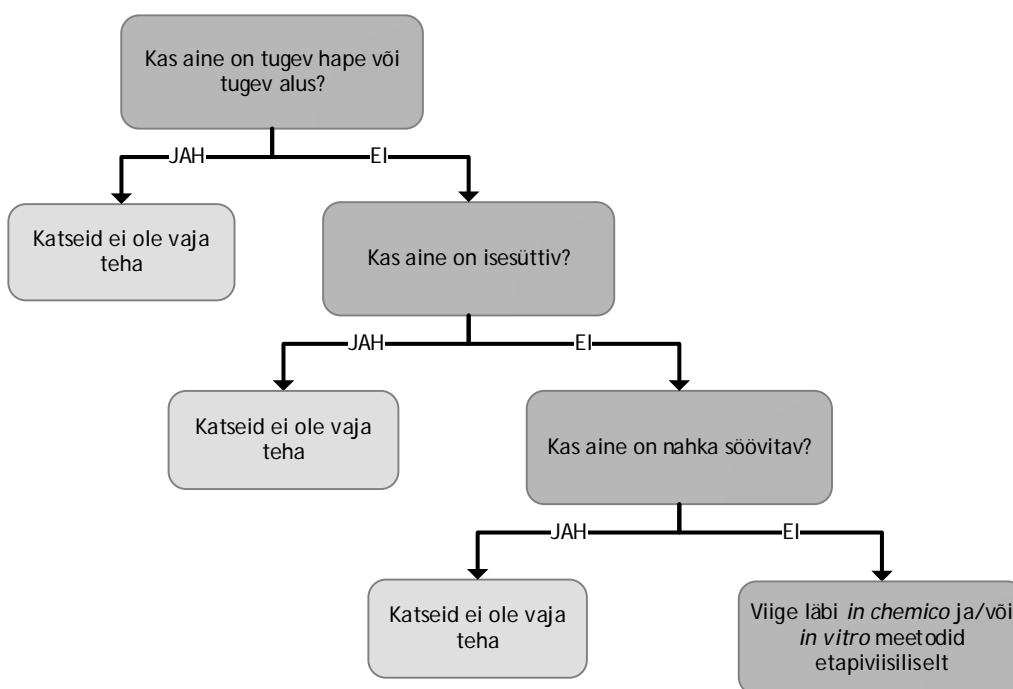 Kas aine on tugev hape või
tugev alus?
JAH
EI
Katseid ei ole vaja
teha
Kas aine on isesüttiv?
JAH
EI
Katseid ei ole vaja
teha
Kas aine on nahka söövitav?
JAH
EI
Katseid ei ole vaja
teha
Viige läbi in chemico ja/või
in vitro meetodid
etapiviisiliselt